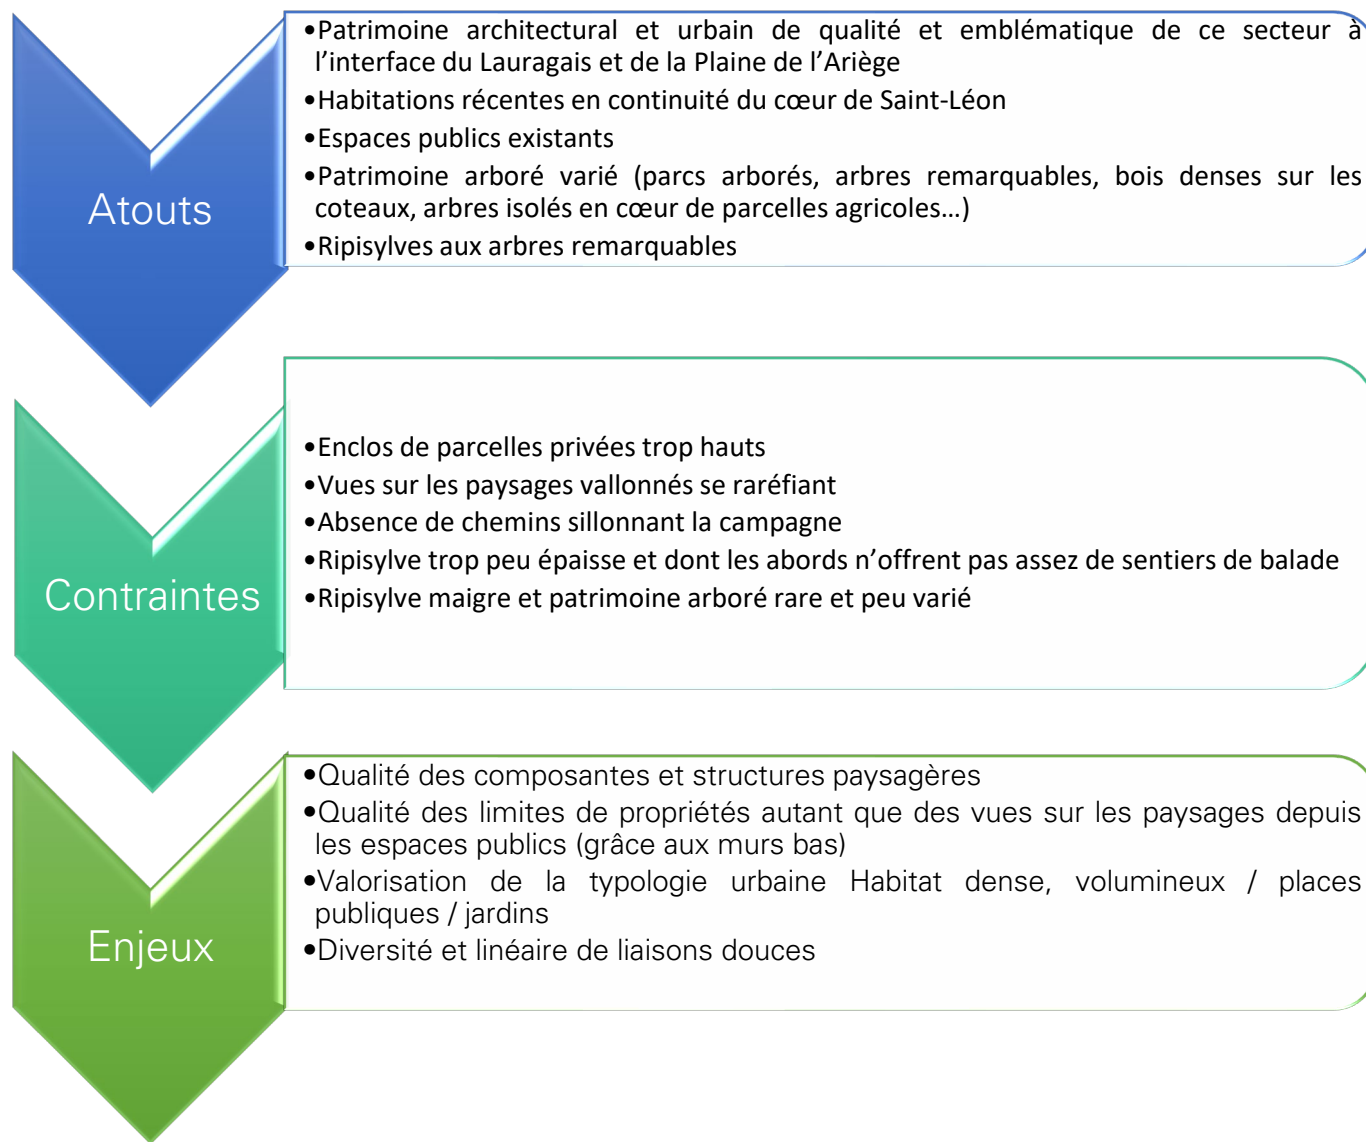 Atouts
•Patrimoine architectural et urbain de qualité et emblématique de ce secteur à
l’interface du Lauragais et de la Plaine de l’Ariège
•Habitations récentes en continuité du cœur de Saint-Léon
•Espaces publics existants
•Patrimoine arboré varié (parcs arborés, arbres remarquables, bois denses sur les
coteaux, arbres isolés en cœur de parcelles agricoles…)
•Ripisylves aux arbres remarquables
Contraintes
•Enclos de parcelles privées trop hauts
•Vues sur les paysages vallonnés se raréfiant
•Absence de chemins sillonnant la campagne
•Ripisylve trop peu épaisse et dont les abords n’offrent pas assez de sentiers de balade
•Ripisylve maigre et patrimoine arboré rare et peu varié
Enjeux
•Qualité des composantes et structures paysagères
•Qualité des limites de propriétés autant que des vues sur les paysages depuis
les espaces publics (grâce aux murs bas)
•Valorisation de la typologie urbaine Habitat dense, volumineux / places
publiques / jardins
•Diversité et linéaire de liaisons douces